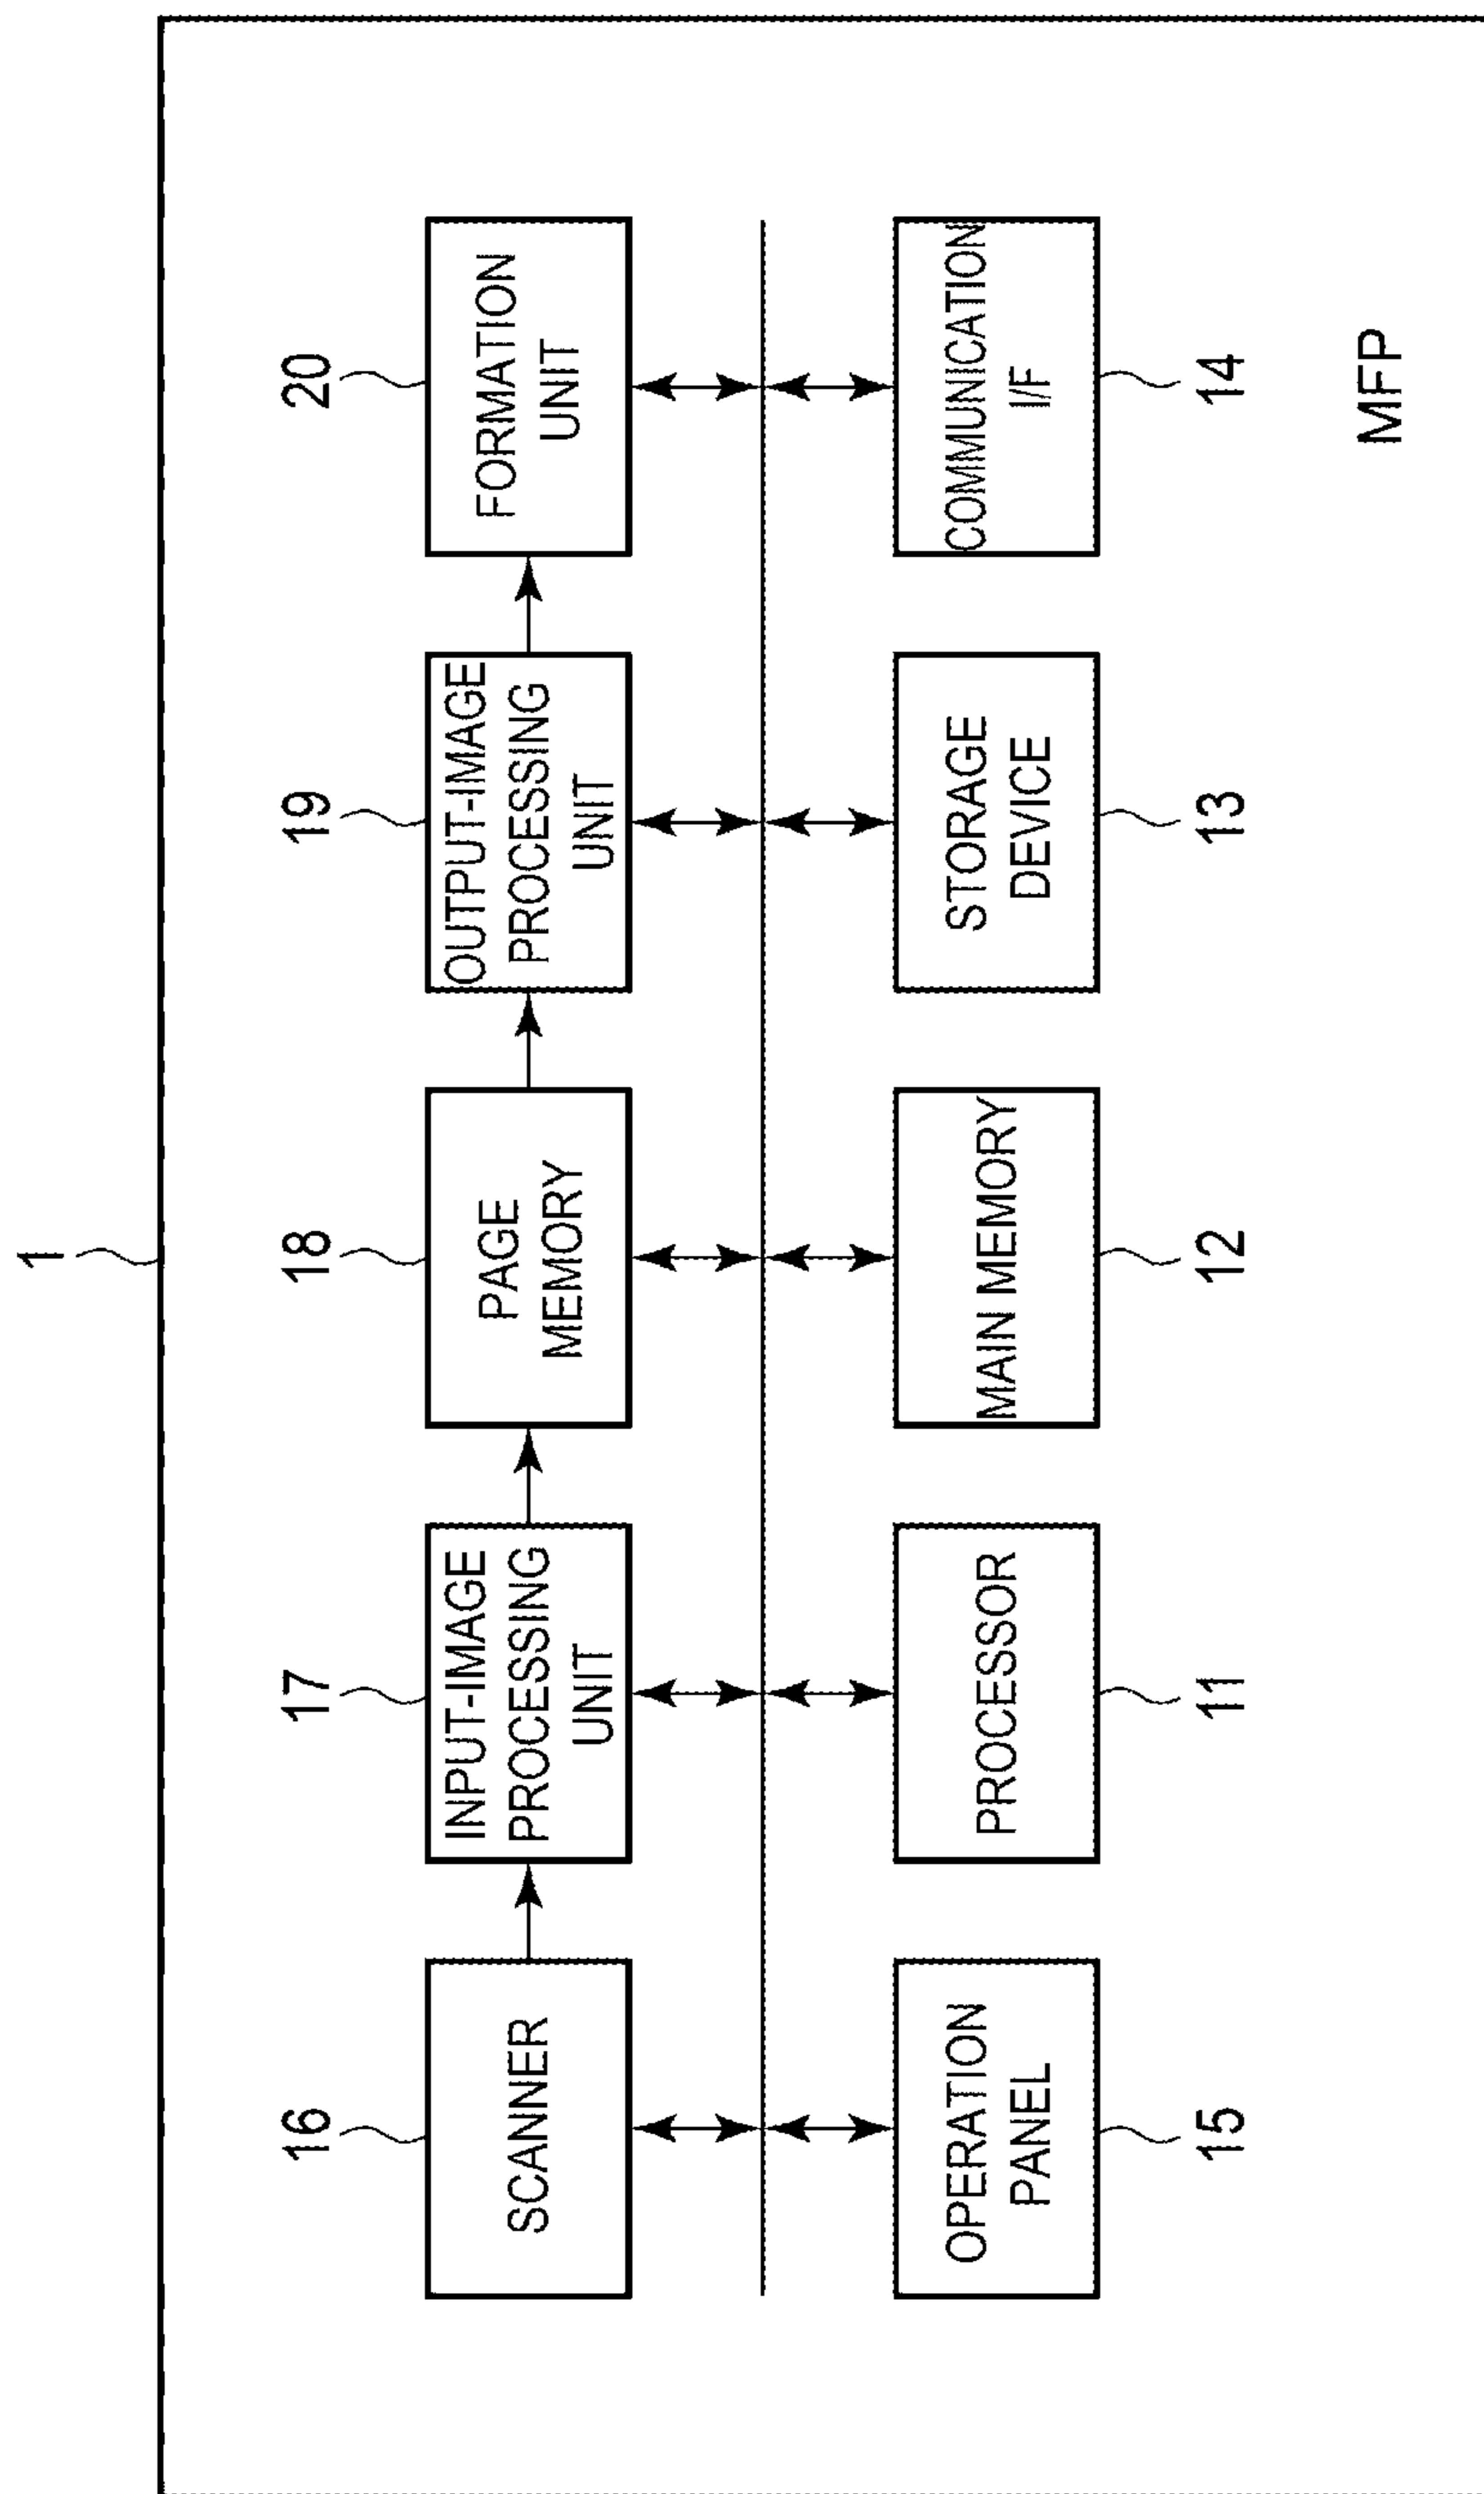 1
16
17
18
19
20
SCANNER
INPUT-IMAGE
PROCESSING
UNIT
PAGE
MEMORY
OUTPUT-IMAGE
PROCESSING
UNIT
FORMATION
UNIT
OPERATION
PANEL
PROCESSOR
MAIN MEMORY
STORAGE
DEVICE
COMMUNICATION
I/F
15
11
12
13
14
MFP